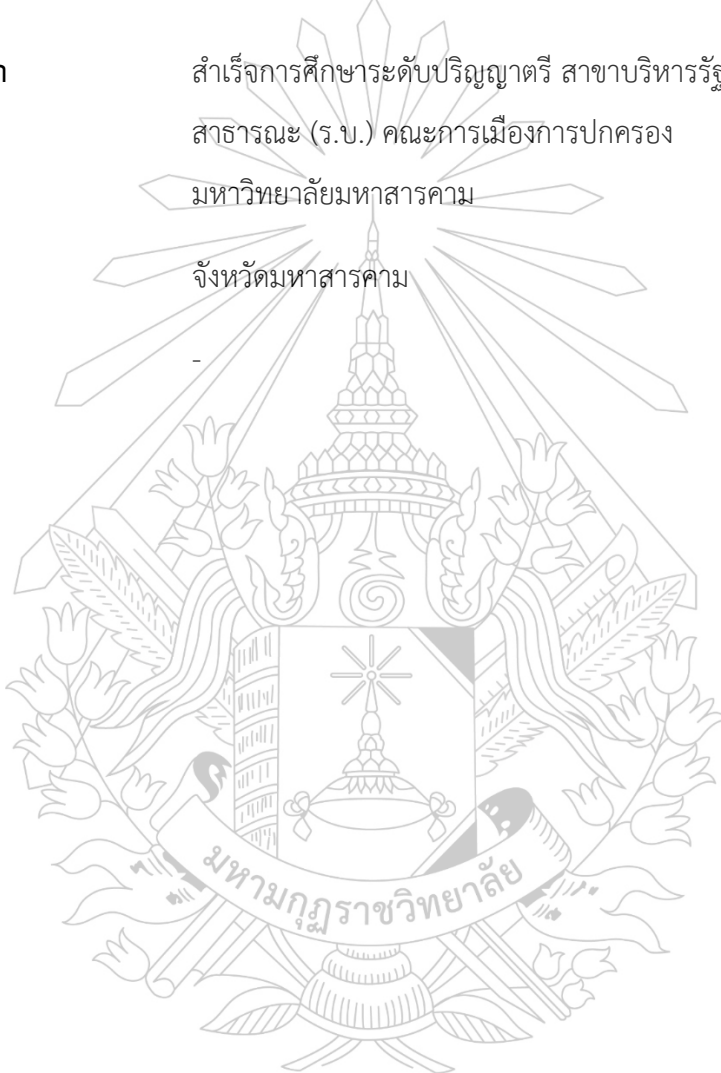 สำเร็จการศึกษาระดับปริญญาตรี สาขาบริหารรัฐ
สาธารณะ (ร.บ.) คณะการเมืองการปกครอง
มหาวิทยาลัยมหาสารคาม
จังหวัดมหาสารคาม
-
มหามกุฏราชวิทยาลัย